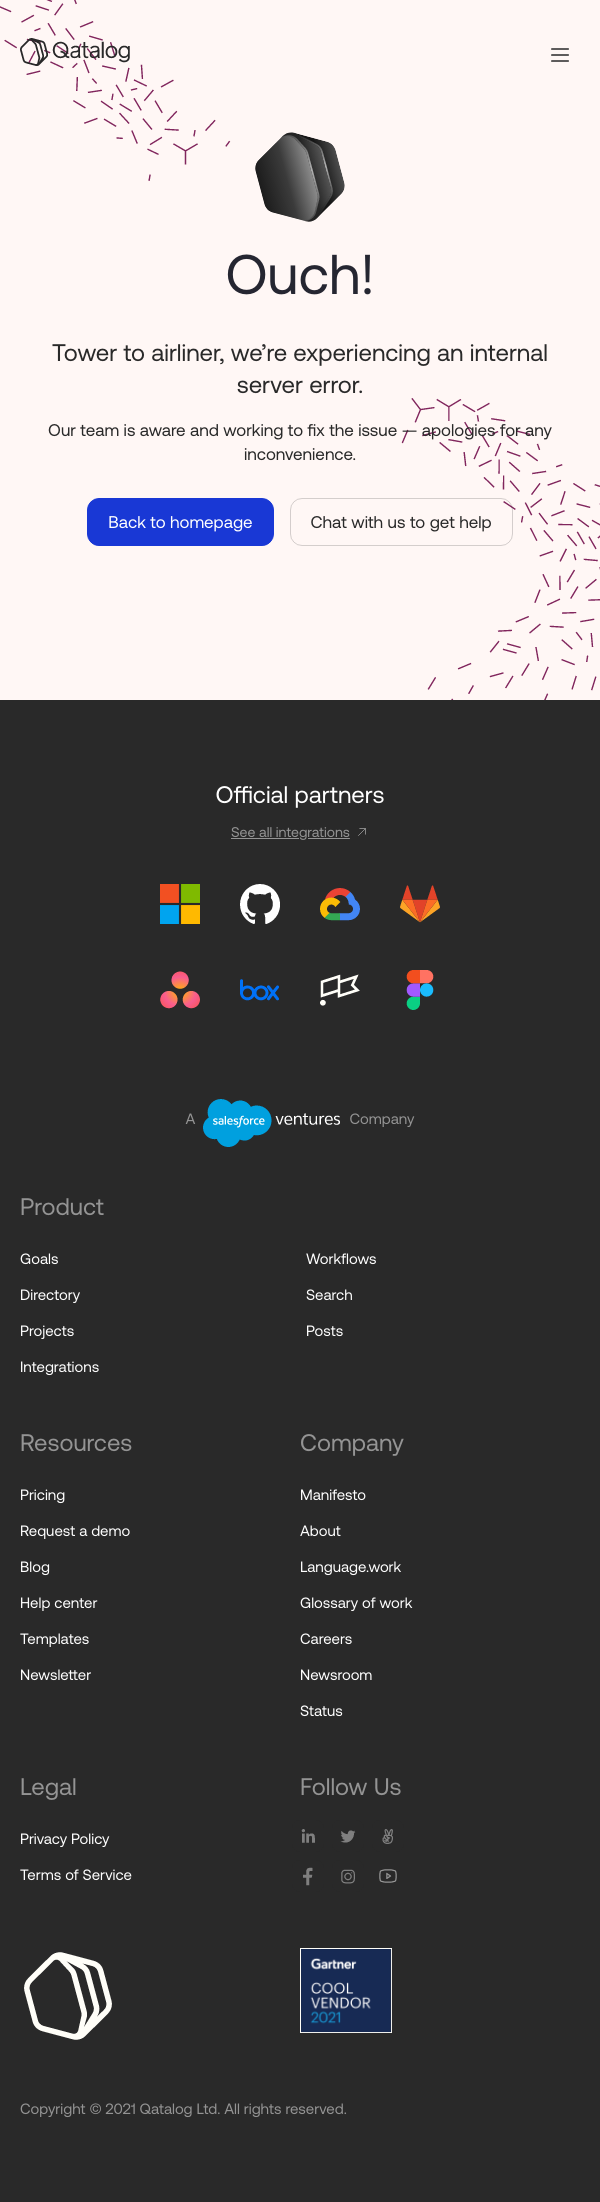 Qatalog
Ouch!
Tower to airliner, we’re experiencing an internal
server error.
Our team is aware and working to fix the issue — apologies for any
inconvenience.
Back to homepage
Chat with us to get help
Official partners
See all integrations
box
A salesforce ventures Company
Product
Goals
Workflows
Directory
Search
Projects
Posts
Integrations
Resources
Pricing
Request a demo
Blog
Help center
Templates
Newsletter
Company
Manifesto
About
Language.work
Glossary of work
Careers
Newsroom
Status
Legal
Privacy Policy
Terms of Service
Follow Us
Gartner
COOL
VENDOR
2021
Copyright © 2021 Qatalog Ltd. All rights reserved.